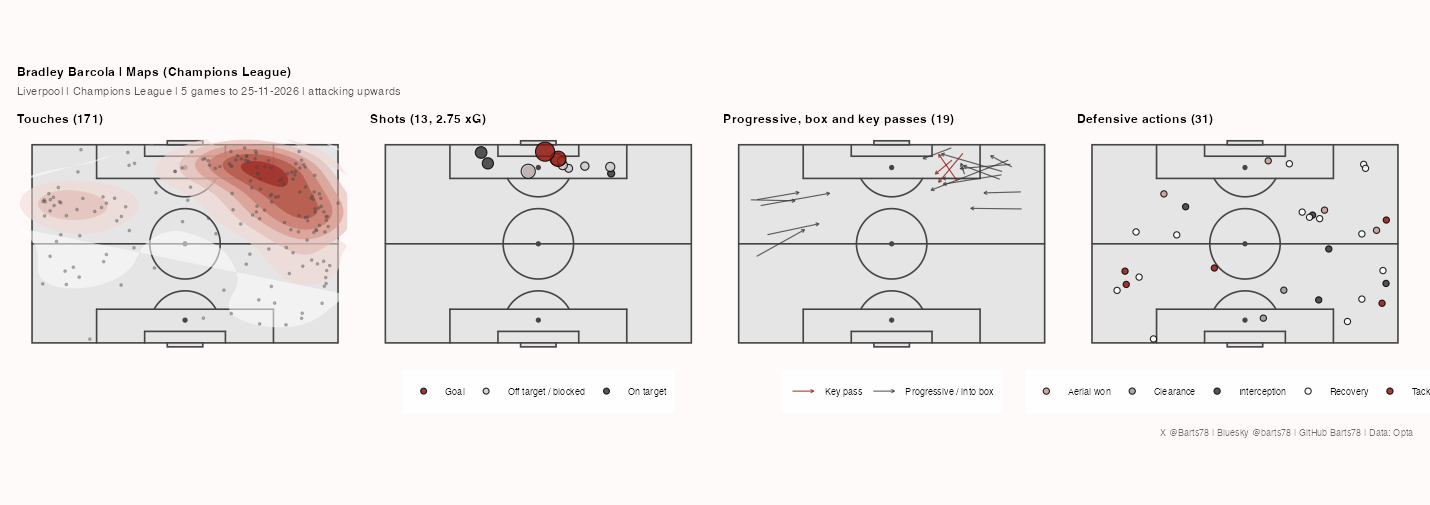 Bradley Barcola | Maps (Champions League)
Liverpool | Champions League | 5 games to 25-11-2026 | attacking upwards
Touches (171)
Shots (13, 2.75 xG)
Progressive, box and key passes (19)
Defensive actions (31)
Goal
Off target / blocked
On target
Key pass
Progressive / into box
Aerial won
Clearance
Interception
Recovery
Tack
X @Barts78 | Bluesky @barts78 | GitHub Barts78 | Data: Opta